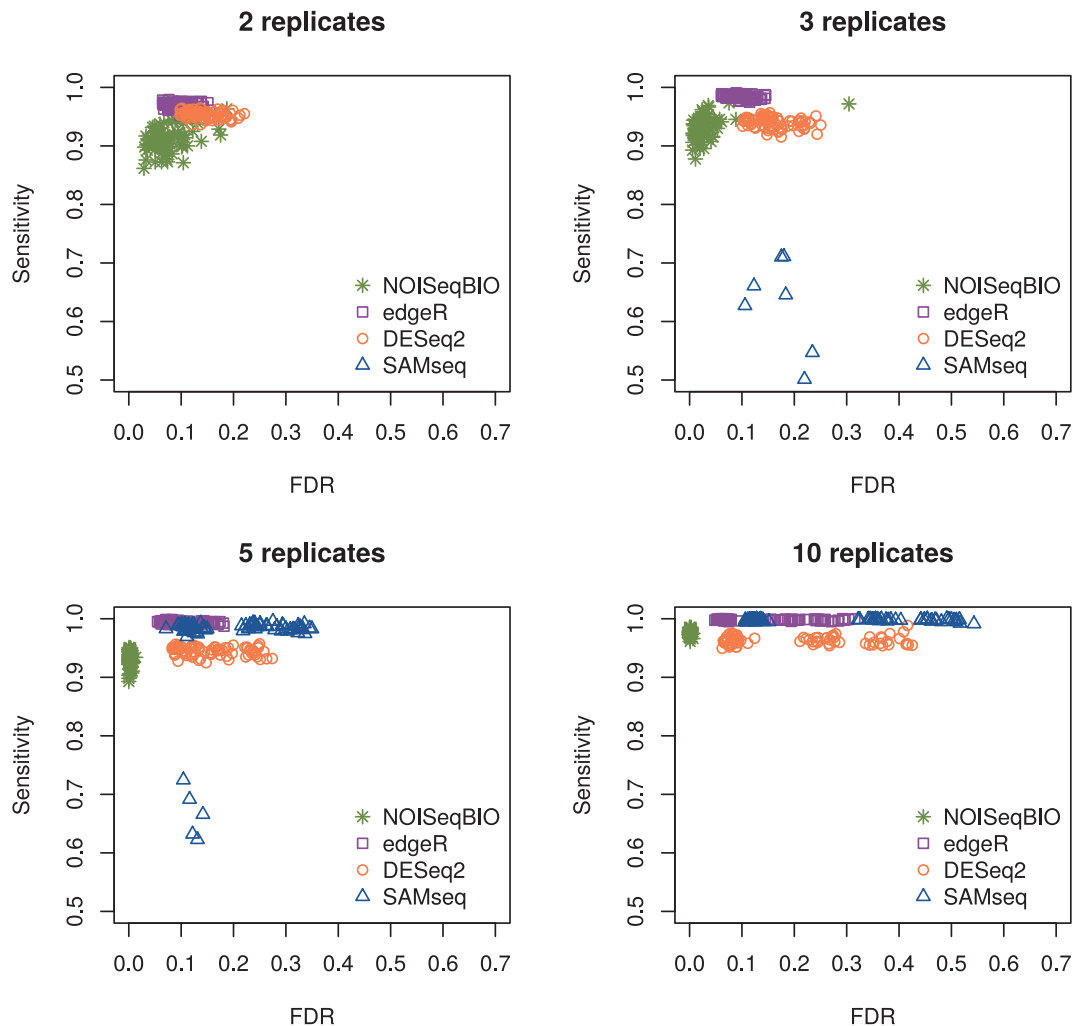 2 replicates
Sensitivity
1.0
0.9
0.8
0.7
0.6
0.5
NOISeqBIO
edgeR
DESeq2
SAMseq
0.0 0.1 0.2 0.3 0.4 0.5 0.6 0.7
FDR
3 replicates
Sensitivity
1.0
0.9
0.8
0.7
0.6
0.5
NOISeqBIO
edgeR
DESeq2
SAMseq
0.0 0.1 0.2 0.3 0.4 0.5 0.6 0.7
FDR
5 replicates
Sensitivity
1.0
0.9
0.8
0.7
0.6
0.5
NOISeqBIO
edgeR
DESeq2
SAMseq
0.0 0.1 0.2 0.3 0.4 0.5 0.6 0.7
FDR
10 replicates
Sensitivity
1.0
0.9
0.8
0.7
0.6
0.5
NOISeqBIO
edgeR
DESeq2
SAMseq
0.0 0.1 0.2 0.3 0.4 0.5 0.6 0.7
FDR